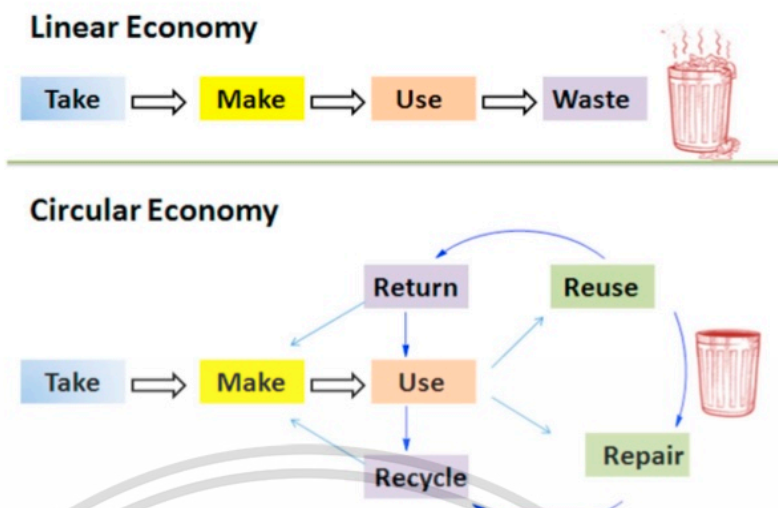 Linear Economy
Take Make Use Waste
Circular Economy
Return Reuse
Take Make Use
Repair
Recycle